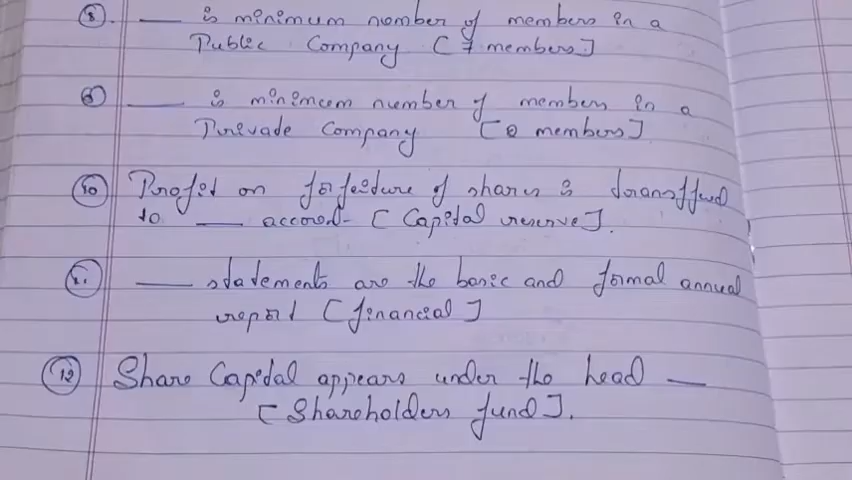 8. ___ is minimum number of members in a
Public Company [7 members]
8 ___ is minimum number of members in a
Private Company [2 members]
10 Profit on forfeiture of shares is transffred
to ___ account- [Capital reserve].
11. ___ statements are the basic and formal annual
report [financial]
12 Share Capital appears under the head ___
[Shareholders fund].